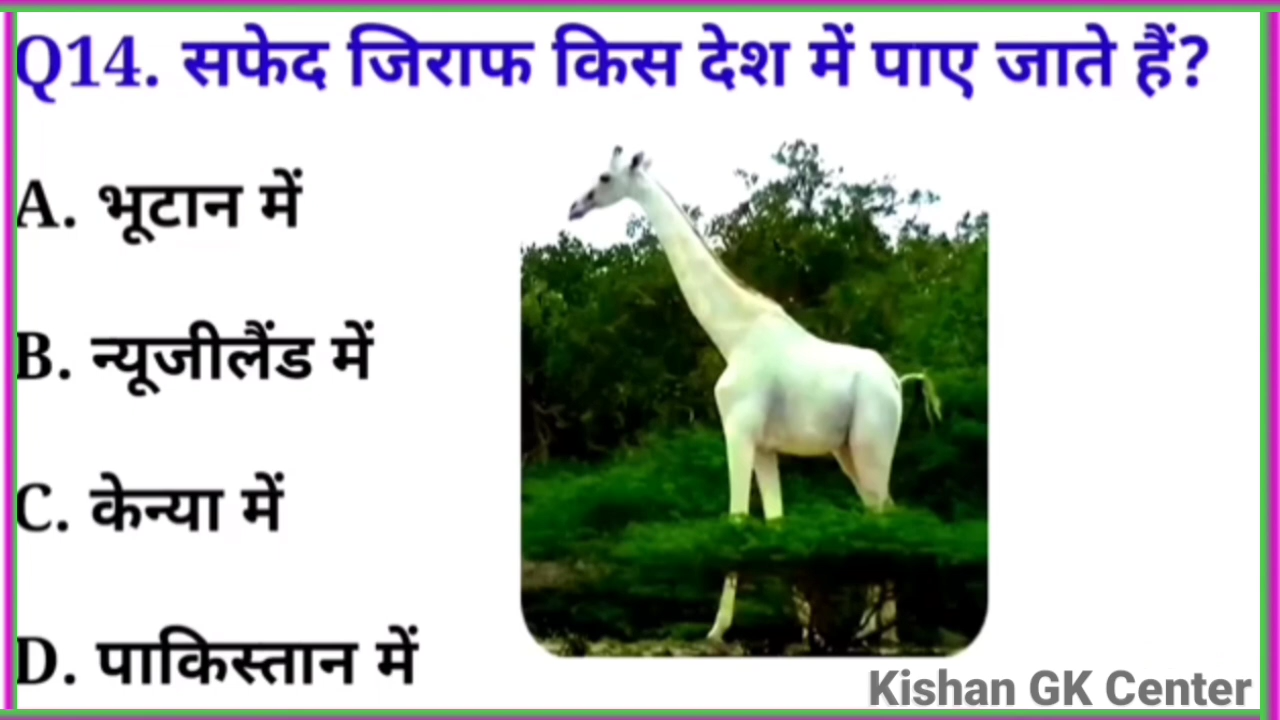 Q14. सफेद जिराफ किस देश में पाए जाते हैं?
A. भूटान में
B. न्यूजीलैंड में
C. केन्या में
D. पाकिस्तान में
Kishan GK Center